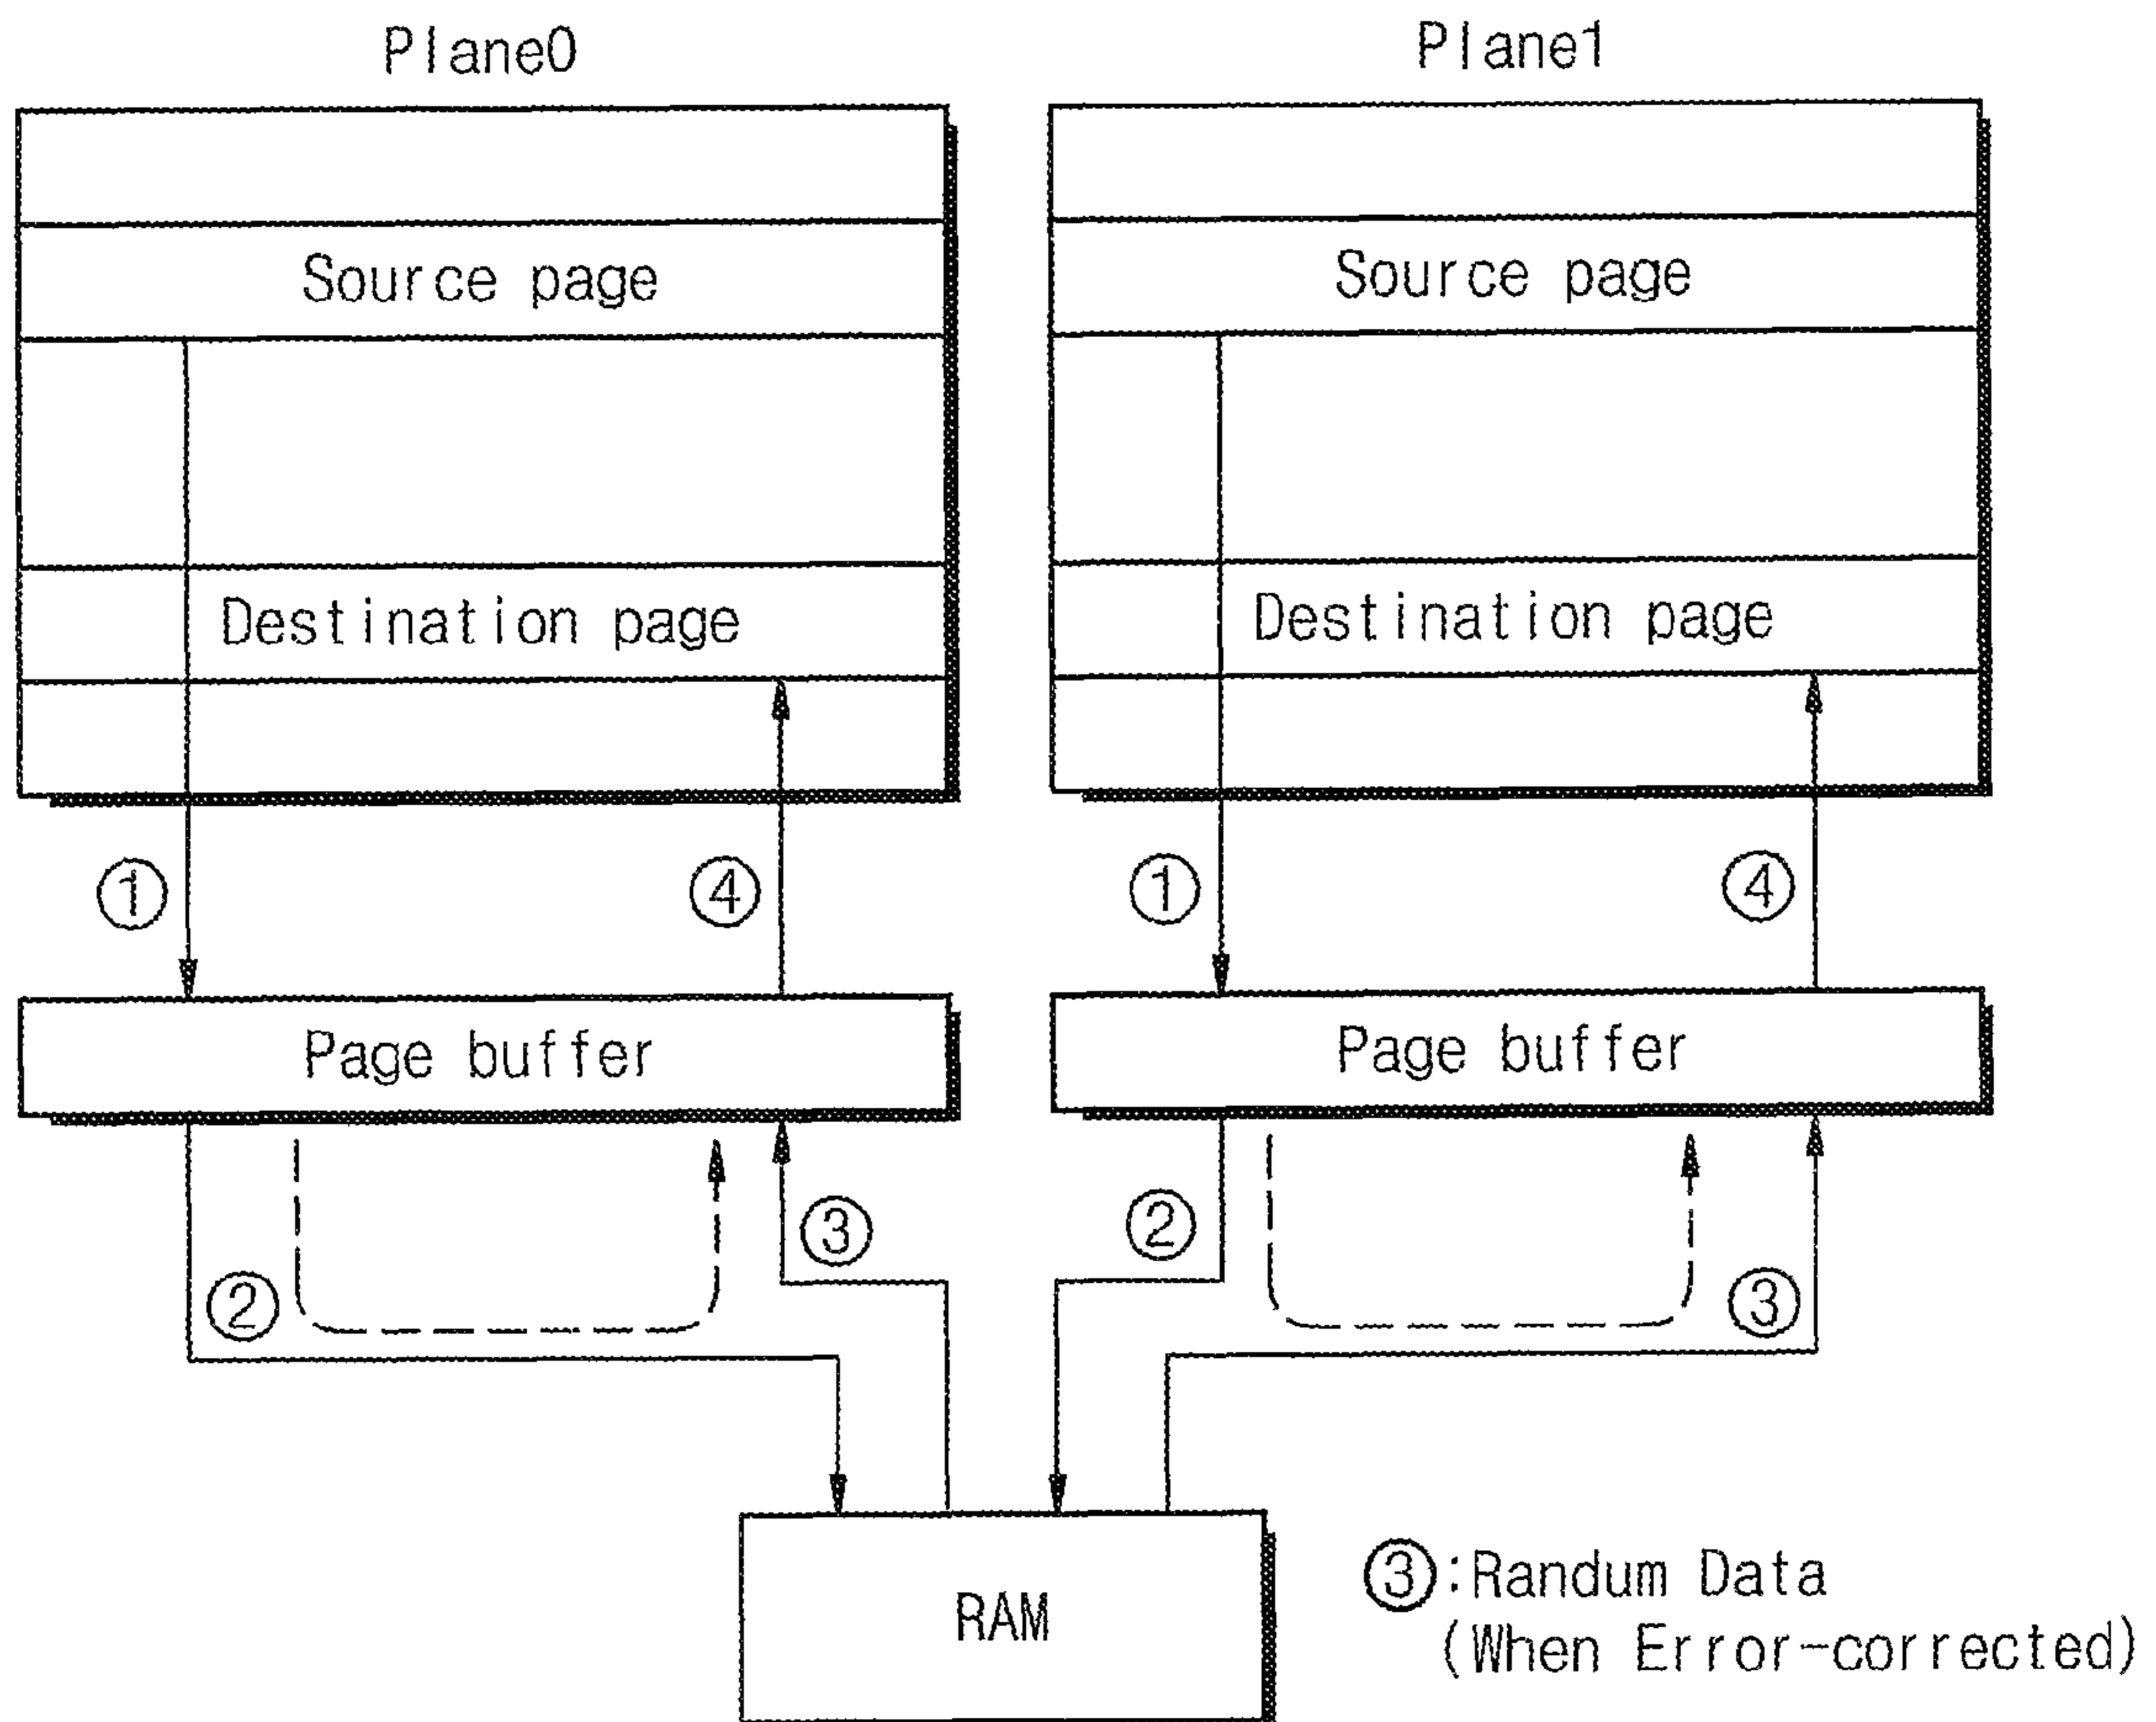 Plane0
Plane1
Source page
Source page
Destination page
Destination page
①
④
①
④
Page buffer
Page buffer
②
③
②
③
RAM
③:Randum Data
(When Error-corrected)